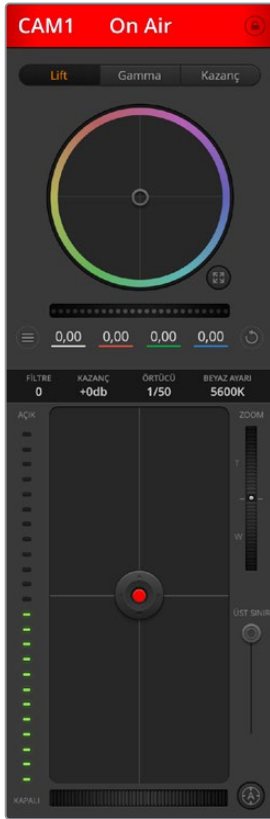 CAM1 On Air
Lift Gamma Kazanç
0,00 0,00 0,00 0,00
FİLTRE KAZANÇ ÖRTÜCÜ BEYAZ AYARI
0 +0db 1/50 5600K
AÇIK ZOOM
T
W
ÜST SINIR
KAPALI A